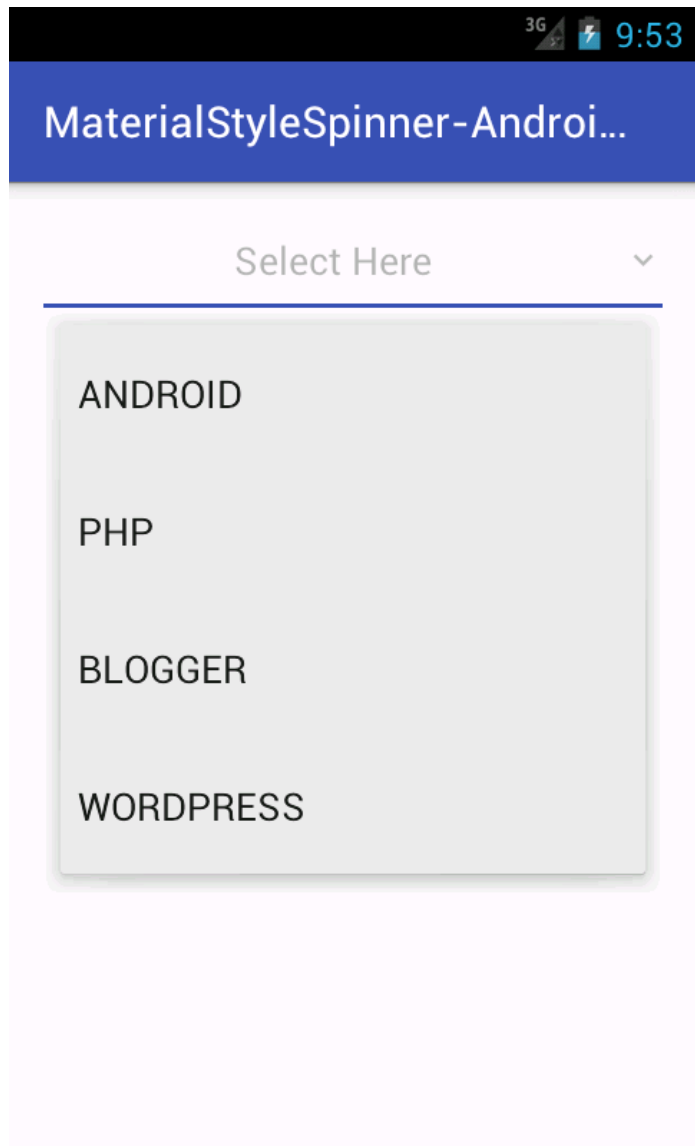 3G 9:53
MaterialStyleSpinner-Androi...
Select Here
ANDROID
PHP
BLOGGER
WORDPRESS